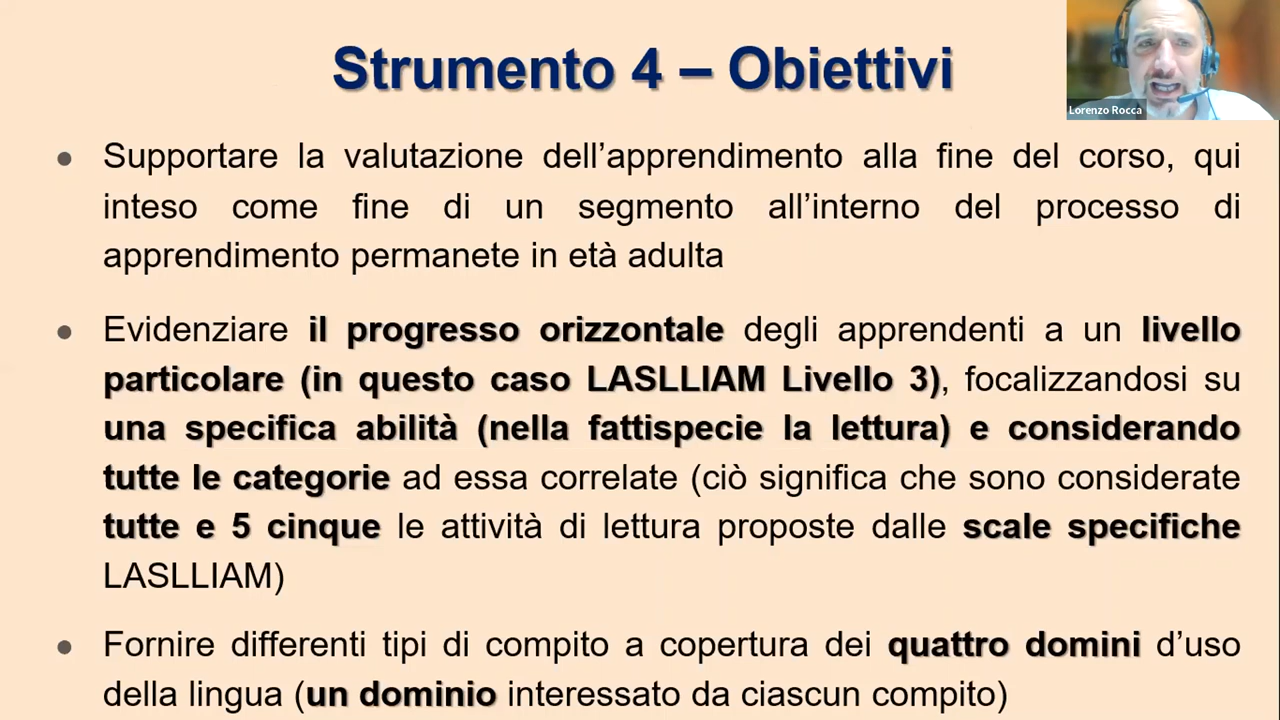 Strumento 4 – Obiettivi
Lorenzo Rocca
● Supportare la valutazione dell’apprendimento alla fine del corso, qui
inteso come fine di un segmento all’interno del processo di
apprendimento permanete in età adulta
● Evidenziare il progresso orizzontale degli apprendenti a un livello
particolare (in questo caso LASLLIAM Livello 3), focalizzandosi su
una specifica abilità (nella fattispecie la lettura) e considerando
tutte le categorie ad essa correlate (ciò significa che sono considerate
tutte e 5 cinque le attività di lettura proposte dalle scale specifiche
LASLLIAM)
● Fornire differenti tipi di compito a copertura dei quattro domini d’uso
della lingua (un dominio interessato da ciascun compito)